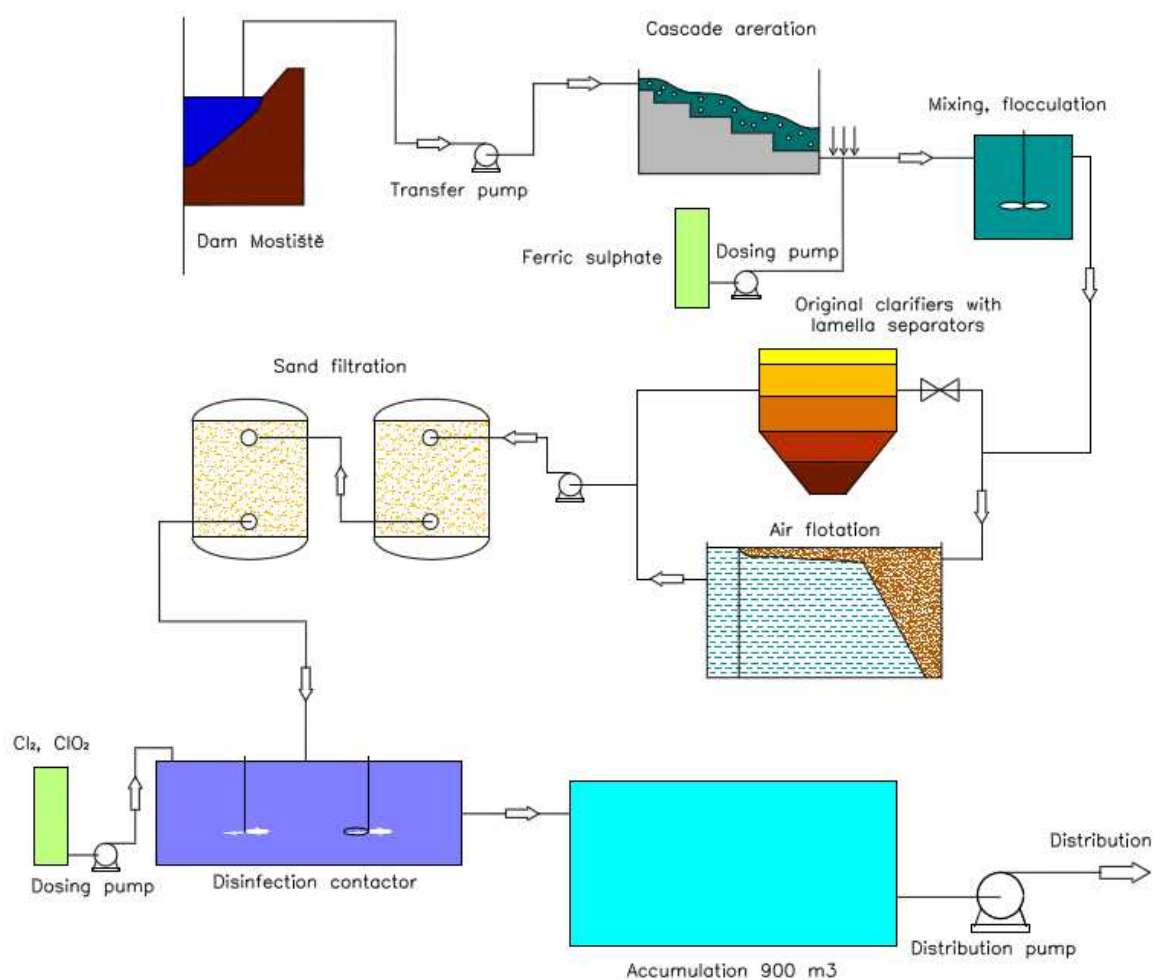 Cascade areration
Mixing, flocculation
Transfer pump
Dam Mostiště
Ferric sulphate
Dosing pump
Original clarifiers with
lamella separators
Sand filtration
Air flotation
Cl₂, ClO₂
Dosing pump
Disinfection contactor
Distribution
Distribution pump
Accumulation 900 m3